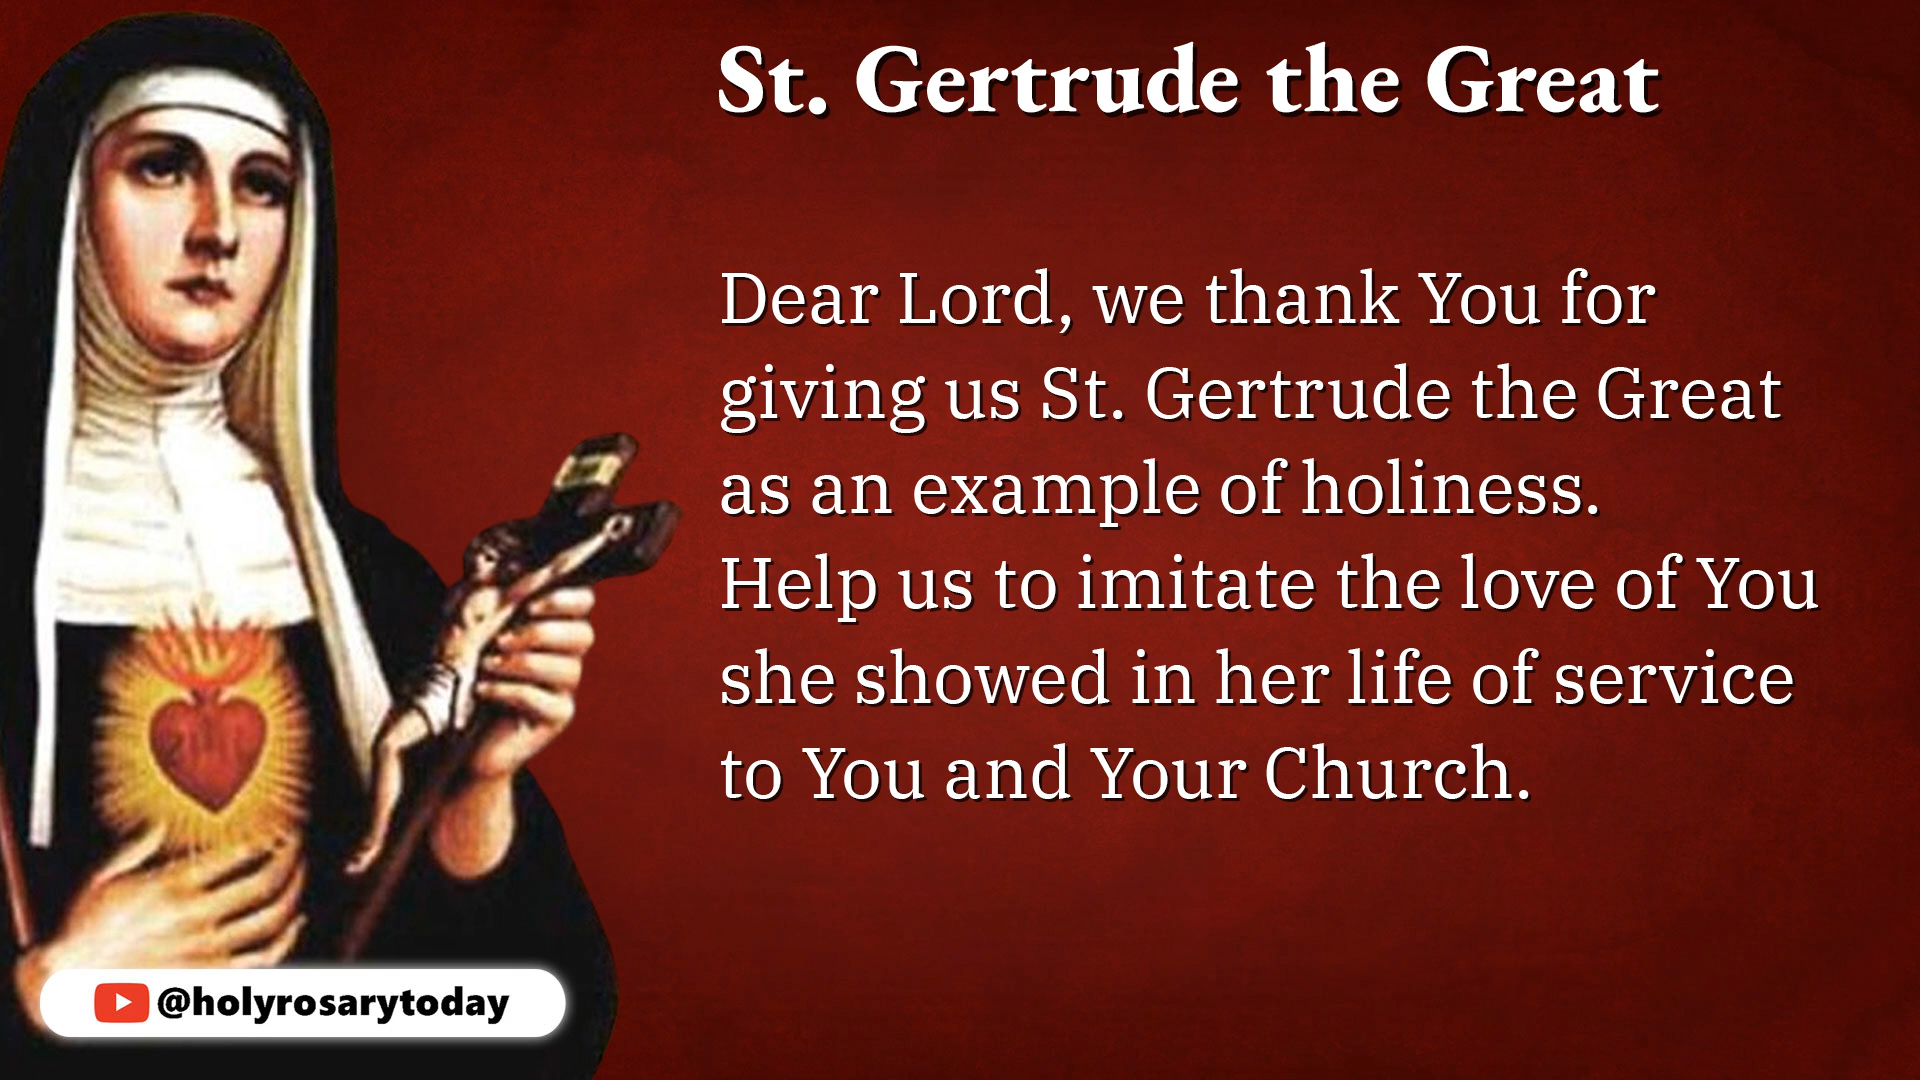 St. Gertrude the Great
Dear Lord, we thank You for
giving us St. Gertrude the Great
as an example of holiness.
Help us to imitate the love of You
she showed in her life of service
to You and Your Church.
@holyrosarytoday